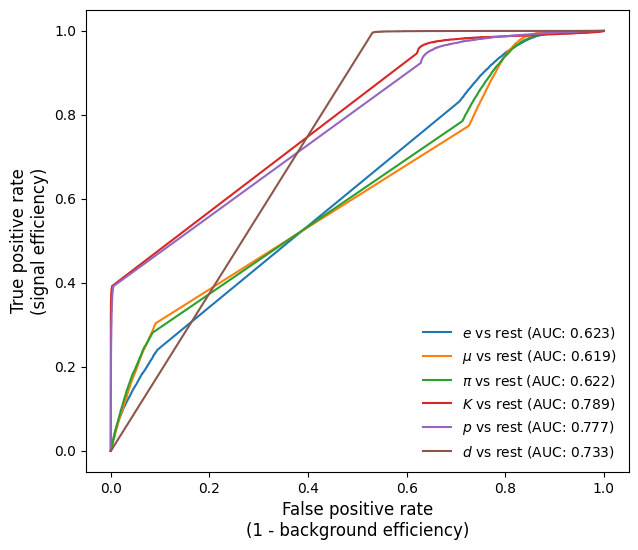 True positive rate
(signal efficiency)
1.0
0.8
0.6
0.4
0.2
0.0
e vs rest (AUC: 0.623)
μ vs rest (AUC: 0.619)
π vs rest (AUC: 0.622)
K vs rest (AUC: 0.789)
p vs rest (AUC: 0.777)
d vs rest (AUC: 0.733)
0.0 0.2 0.4 0.6 0.8 1.0
False positive rate
(1 - background efficiency)